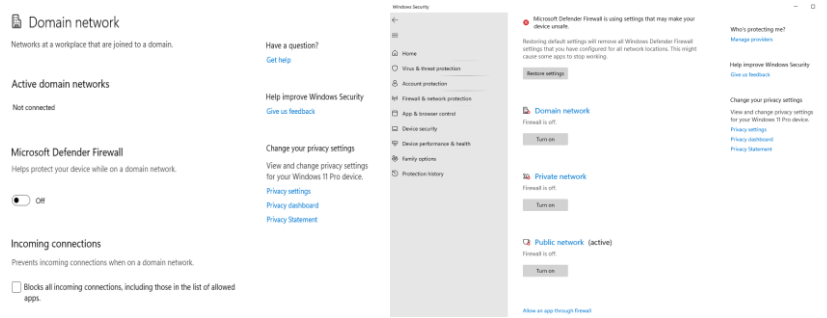 Domain network
Networks at a workplace that are joined to a domain.
Active domain networks
Not connected
Microsoft Defender Firewall
Helps protect your device while on a domain network.
Off
Incoming connections
Prevents incoming connections when on a domain network.
Blocks all incoming connections, including those in the list of allowed
apps.
Have a question?
Get help
Help improve Windows Security
Give us feedback
Change your privacy settings
View and change privacy settings
for your Windows 11 Pro device.
Privacy settings
Privacy dashboard
Privacy Statement
Windows Security
Home
Virus & threat protection
Account protection
Firewall & network protection
App & browser control
Device security
Device performance & health
Family options
Protection history
Microsoft Defender Firewall is using settings that may make your
device unsafe.
Restoring default settings will remove all Windows Defender Firewall
settings that you have configured for all network locations. This might
cause some apps to stop working.
Restore settings
Domain network
Firewall is off.
Turn on
Private network
Firewall is off.
Turn on
Public network (active)
Firewall is off.
Turn on
Allow an app through firewall
Who's protecting me?
Manage providers
Help improve Windows Security
Give us feedback
Change your privacy settings
View and change privacy settings
for your Windows 11 Pro device.
Privacy settings
Privacy dashboard
Privacy Statement